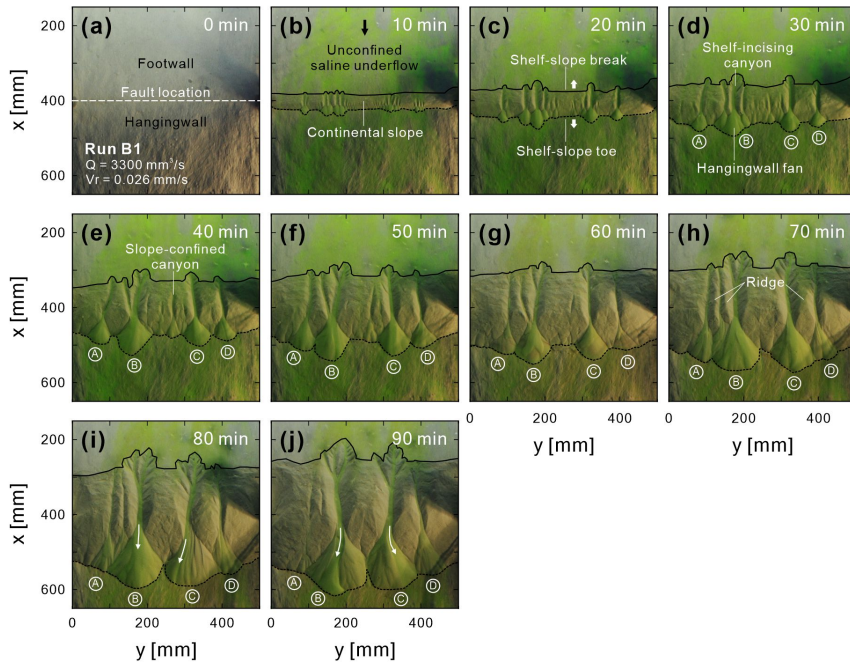 (a) 0 min
Footwall
Fault location
Hangingwall
Run B1
Q = 3300 mm³/s
Vr = 0.026 mm/s
(b) 10 min
Unconfined
saline underflow
Continental slope
(c) 20 min
Shelf-slope break
Shelf-slope toe
(d) 30 min
Shelf-incising
canyon
A B C D
Hangingwall fan
200
400
600
x [mm]
(e) 40 min
Slope-confined
canyon
A B C D
(f) 50 min
A B C D
(g) 60 min
A B C D
(h) 70 min
Ridge
A B C D
200
400
600
x [mm]
0 200 400
y [mm]
0 200 400
y [mm]
(i) 80 min
A B C D
(j) 90 min
A B C D
200
400
600
x [mm]
0 200 400
y [mm]
0 200 400
y [mm]